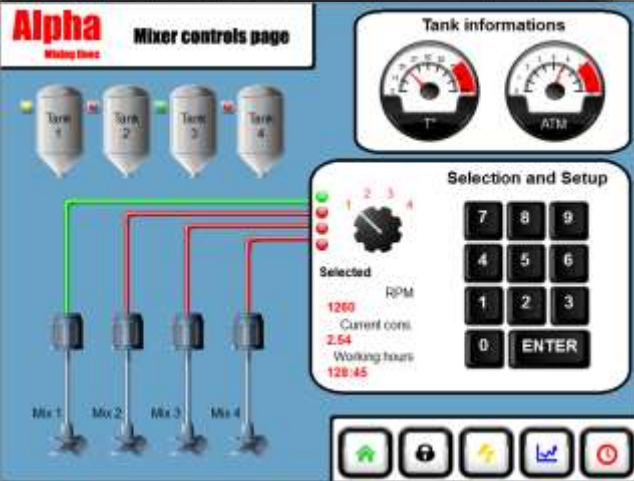 Alpha
Mixing lines
Mixer controls page
Tank informations
T°
ATM
Tank
1
Tank
2
Tank
3
Tank
4
Selection and Setup
1 2 3 4
Selected
RPM
1260
Current cons.
2.54
Working hours
128:45
7 8 9
4 5 6
1 2 3
0 ENTER
Mix 1 Mix 2 Mix 3 Mix 4